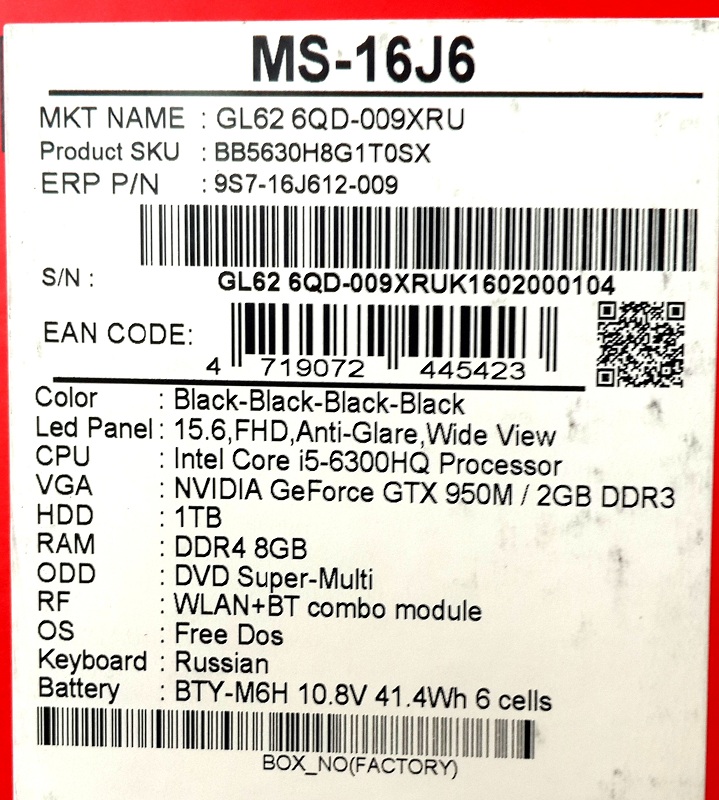 MS-16J6
MKT NAME : GL62 6QD-009XRU
Product SKU : BB5630H8G1T0SX
ERP P/N : 9S7-16J612-009
S/N : GL62 6QD-009XRUK1602000104
EAN CODE: 4 719072 445423
Color : Black-Black-Black-Black
Led Panel : 15.6,FHD,Anti-Glare,Wide View
CPU : Intel Core i5-6300HQ Processor
VGA : NVIDIA GeForce GTX 950M / 2GB DDR3
HDD : 1TB
RAM : DDR4 8GB
ODD : DVD Super-Multi
RF : WLAN+BT combo module
OS : Free Dos
Keyboard : Russian
Battery : BTY-M6H 10.8V 41.4Wh 6 cells
BOX_NO(FACTORY)